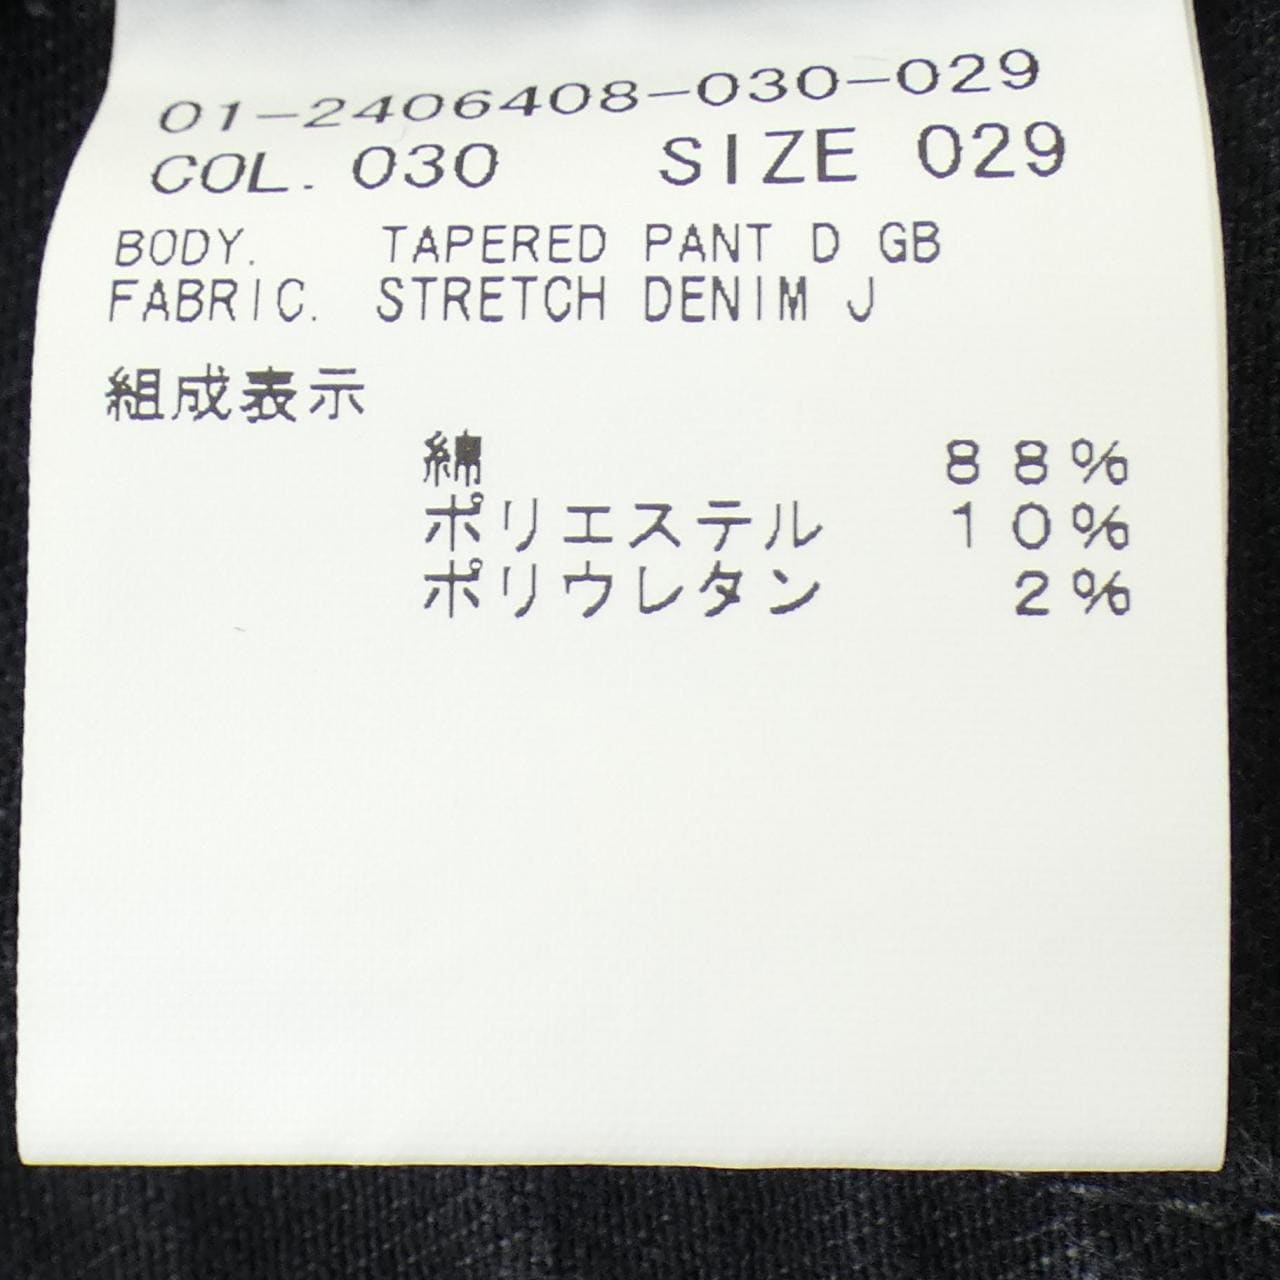 01-2406408-030-029
COL. 030 SIZE 029
BODY. TAPERED PANT D GB
FABRIC. STRETCH DENIM J
組成表示
綿 88%
ポリエステル 10%
ポリウレタン 2%